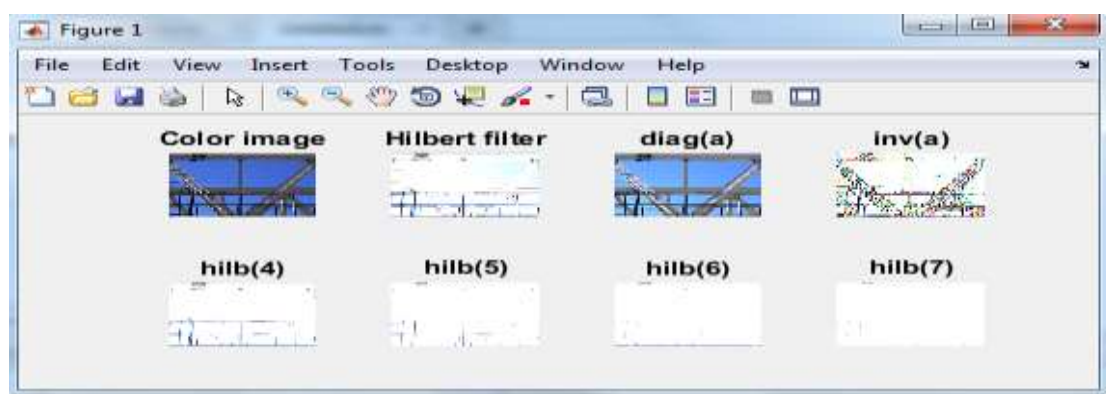 Figure 1
File Edit View Insert Tools Desktop Window Help
Color image Hilbert filter diag(a) inv(a)
hilb(4) hilb(5) hilb(6) hilb(7)